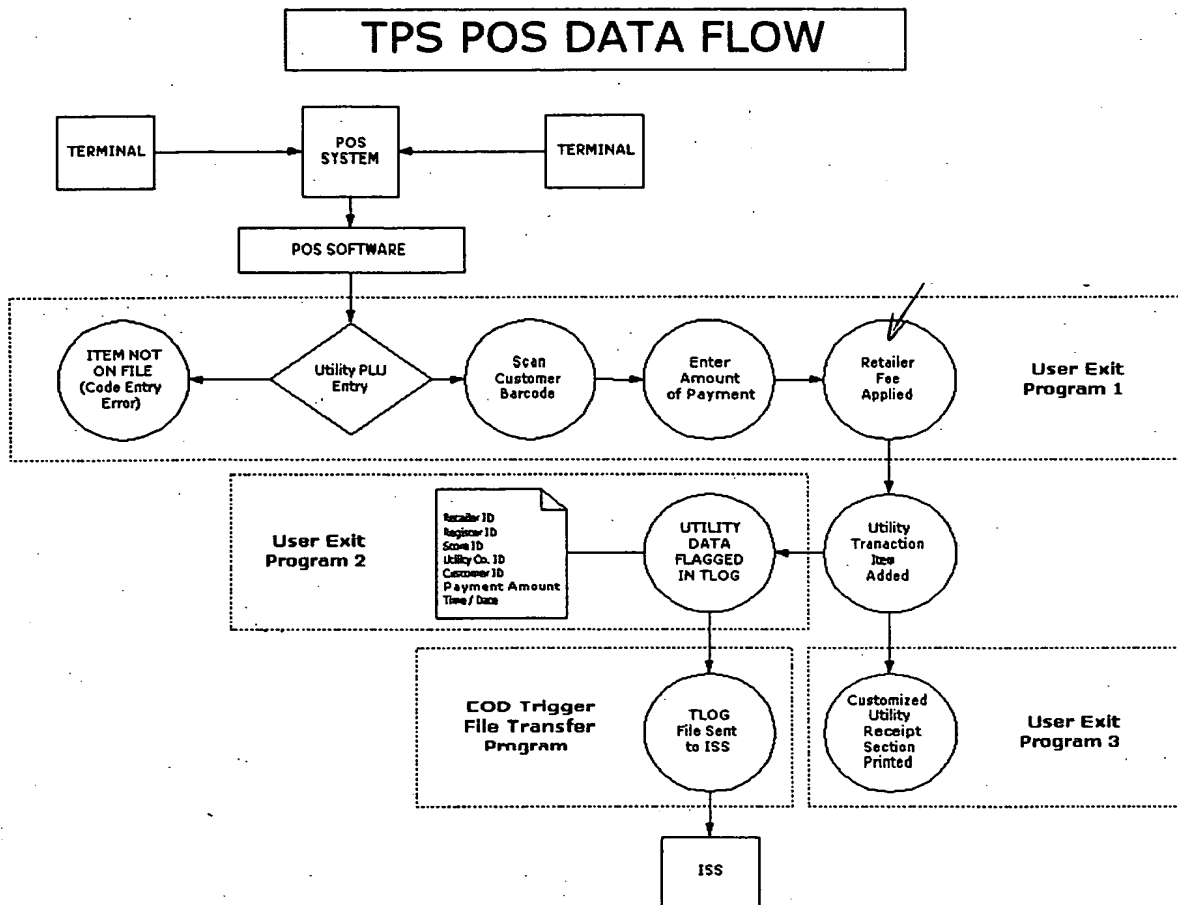 TPS POS DATA FLOW
TERMINAL
POS
SYSTEM
TERMINAL
POS SOFTWARE
ITEM NOT
ON FILE
(Code Entry
Error)
Utility PLU
Entry
Scan
Customer
Barcode
Enter
Amount
of Payment
Retailer
Fee
Applied
User Exit
Program 1
User Exit
Program 2
Retailer ID
Register ID
Store ID
Utility Co. ID
Customer ID
Payment Amount
Time / Date
UTILITY
DATA
FLAGGED
IN TLOG
Utility
Tranaction
Item
Added
EOD Trigger
File Transfer
Program
TLOG
File Sent
to ISS
Customized
Utility
Receipt
Section
Printed
User Exit
Program 3
ISS